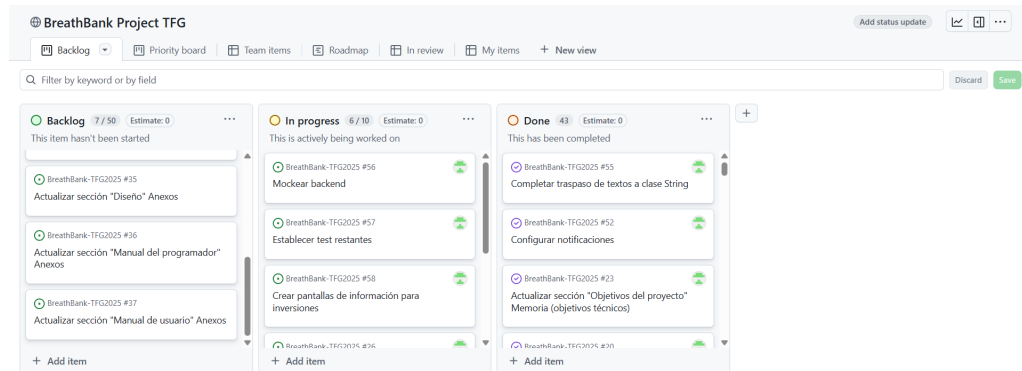 BreathBank Project TFG
Add status update
Backlog
Priority board
Team items
Roadmap
In review
My items
New view
Filter by keyword or by field
Discard
Save
Backlog 7 / 50 Estimate: 0
This item hasn't been started
BreathBank-TFG2025 #35
Actualizar sección "Diseño" Anexos
BreathBank-TFG2025 #36
Actualizar sección "Manual del programador"
Anexos
BreathBank-TFG2025 #37
Actualizar sección "Manual de usuario" Anexos
Add item
In progress 6 / 10 Estimate: 0
This is actively being worked on
BreathBank-TFG2025 #56
Mockear backend
BreathBank-TFG2025 #57
Establecer test restantes
BreathBank-TFG2025 #58
Crear pantallas de información para
inversiones
BreathBank-TFG2025 #26
Add item
Done 43 Estimate: 0
This has been completed
BreathBank-TFG2025 #55
Completar traspaso de textos a clase String
BreathBank-TFG2025 #52
Configurar notificaciones
BreathBank-TFG2025 #23
Actualizar sección "Objetivos del proyecto"
Memoria (objetivos técnicos)
BreathBank-TFG2025 #20
Add item